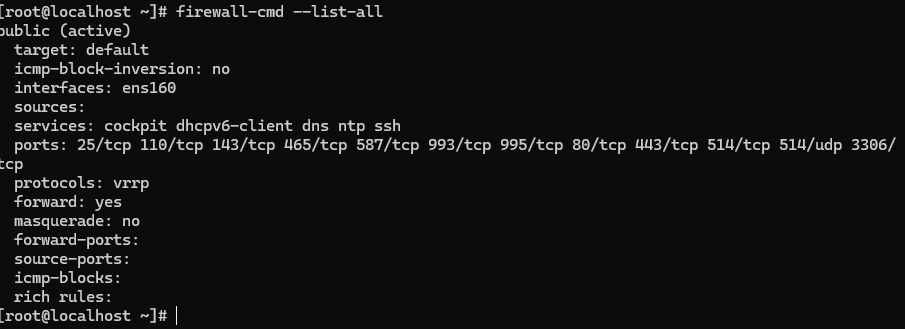 [root@localhost ~]# firewall-cmd --list-all
public (active)
  target: default
  icmp-block-inversion: no
  interfaces: ens160
  sources:
  services: cockpit dhcpv6-client dns ntp ssh
  ports: 25/tcp 110/tcp 143/tcp 465/tcp 587/tcp 993/tcp 995/tcp 80/tcp 443/tcp 514/tcp 514/udp 3306/
tcp
  protocols: vrrp
  forward: yes
  masquerade: no
  forward-ports:
  source-ports:
  icmp-blocks:
  rich rules:
[root@localhost ~]#